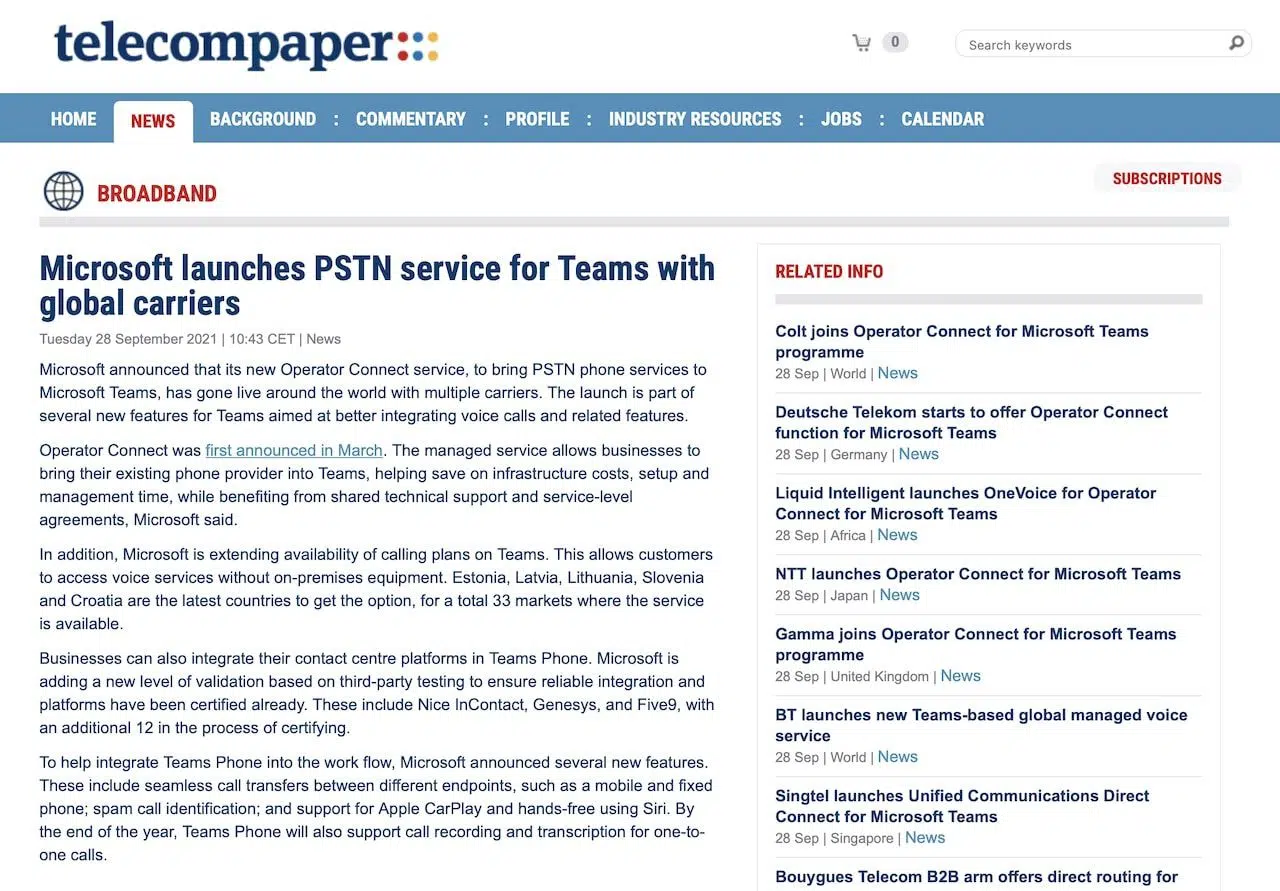 telecompaper
0
Search keywords
HOME
NEWS
BACKGROUND : COMMENTARY : PROFILE : INDUSTRY RESOURCES : JOBS : CALENDAR
SUBSCRIPTIONS
BROADBAND
Microsoft launches PSTN service for Teams with
global carriers
Tuesday 28 September 2021 | 10:43 CET | News
Microsoft announced that its new Operator Connect service, to bring PSTN phone services to
Microsoft Teams, has gone live around the world with multiple carriers. The launch is part of
several new features for Teams aimed at better integrating voice calls and related features.
Operator Connect was first announced in March. The managed service allows businesses to
bring their existing phone provider into Teams, helping save on infrastructure costs, setup and
management time, while benefiting from shared technical support and service-level
agreements, Microsoft said.
In addition, Microsoft is extending availability of calling plans on Teams. This allows customers
to access voice services without on-premises equipment. Estonia, Latvia, Lithuania, Slovenia
and Croatia are the latest countries to get the option, for a total 33 markets where the service
is available.
Businesses can also integrate their contact centre platforms in Teams Phone. Microsoft is
adding a new level of validation based on third-party testing to ensure reliable integration and
platforms have been certified already. These include Nice InContact, Genesys, and Five9, with
an additional 12 in the process of certifying.
To help integrate Teams Phone into the work flow, Microsoft announced several new features.
These include seamless call transfers between different endpoints, such as a mobile and fixed
phone; spam call identification; and support for Apple CarPlay and hands-free using Siri. By
the end of the year, Teams Phone will also support call recording and transcription for one-to-
one calls.
RELATED INFO
Colt joins Operator Connect for Microsoft Teams
programme
28 Sep | World | News
Deutsche Telekom starts to offer Operator Connect
function for Microsoft Teams
28 Sep | Germany | News
Liquid Intelligent launches OneVoice for Operator
Connect for Microsoft Teams
28 Sep | Africa | News
NTT launches Operator Connect for Microsoft Teams
28 Sep | Japan | News
Gamma joins Operator Connect for Microsoft Teams
programme
28 Sep | United Kingdom | News
BT launches new Teams-based global managed voice
service
28 Sep | World | News
Singtel launches Unified Communications Direct
Connect for Microsoft Teams
28 Sep | Singapore | News
Bouygues Telecom B2B arm offers direct routing for